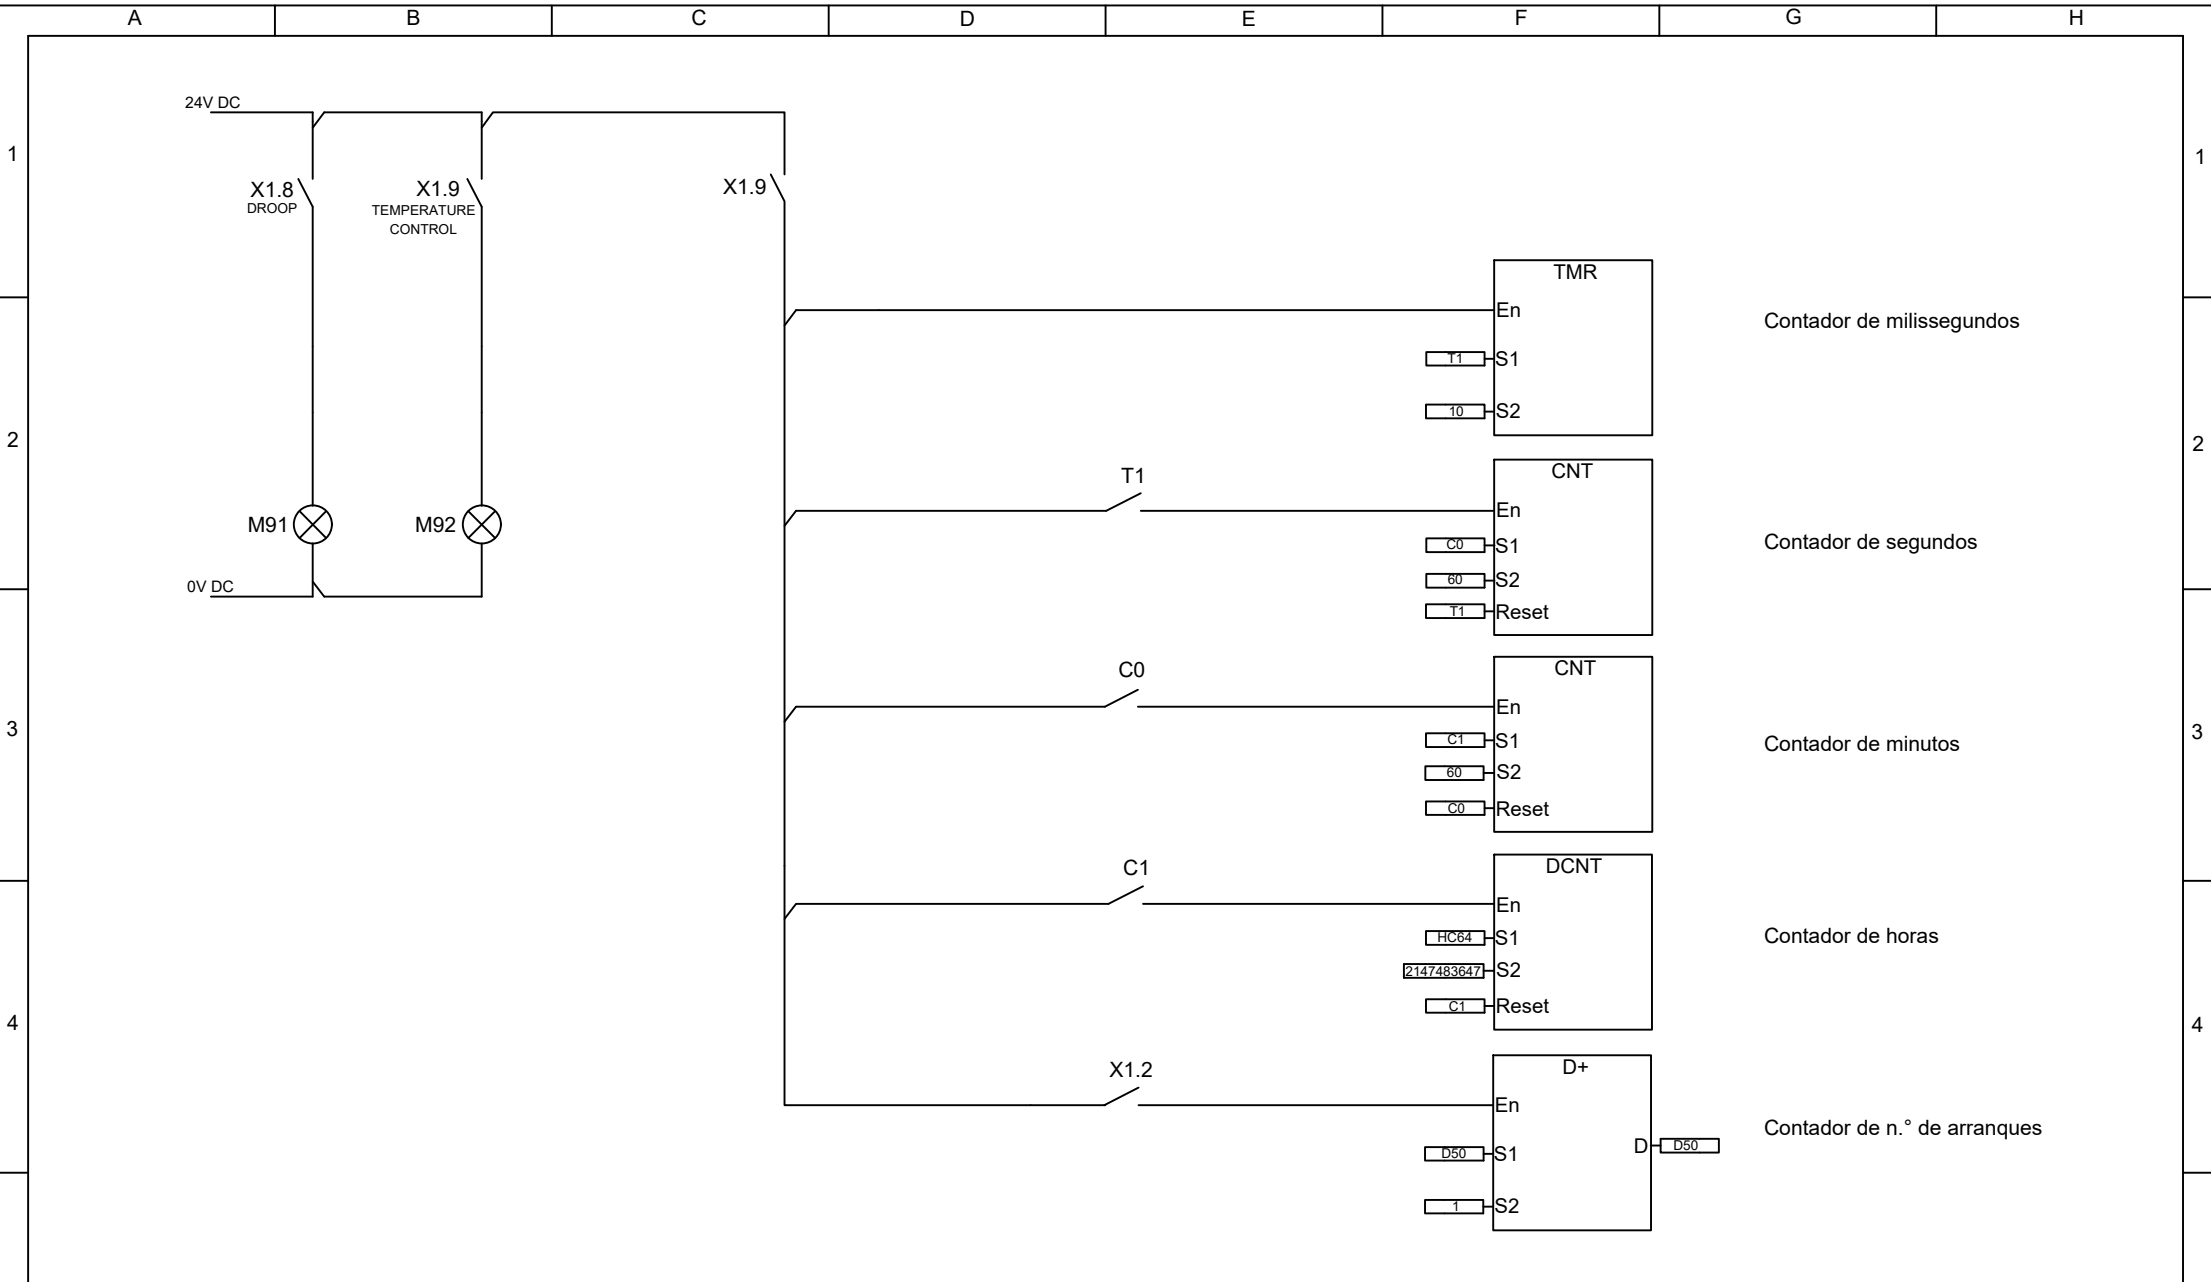 A B C D E F G H
24V DC
1 1
X1.8
DROOP
X1.9
TEMPERATURE
CONTROL
X1.9
TMR
En
S1 T1
S2 10
Contador de milissegundos
2 2
T1
CNT
En
C0 S1
60 S2
T1 Reset
Contador de segundos
M91
M92
0V DC
C0
CNT
En
C1 S1
60 S2
C0 Reset
Contador de minutos
3 3
C1
DCNT
En
HC64 S1
2147483647 S2
C1 Reset
Contador de horas
4 4
X1.2
D+
En
D50 S1
1 S2
D D50
Contador de n.° de arranques